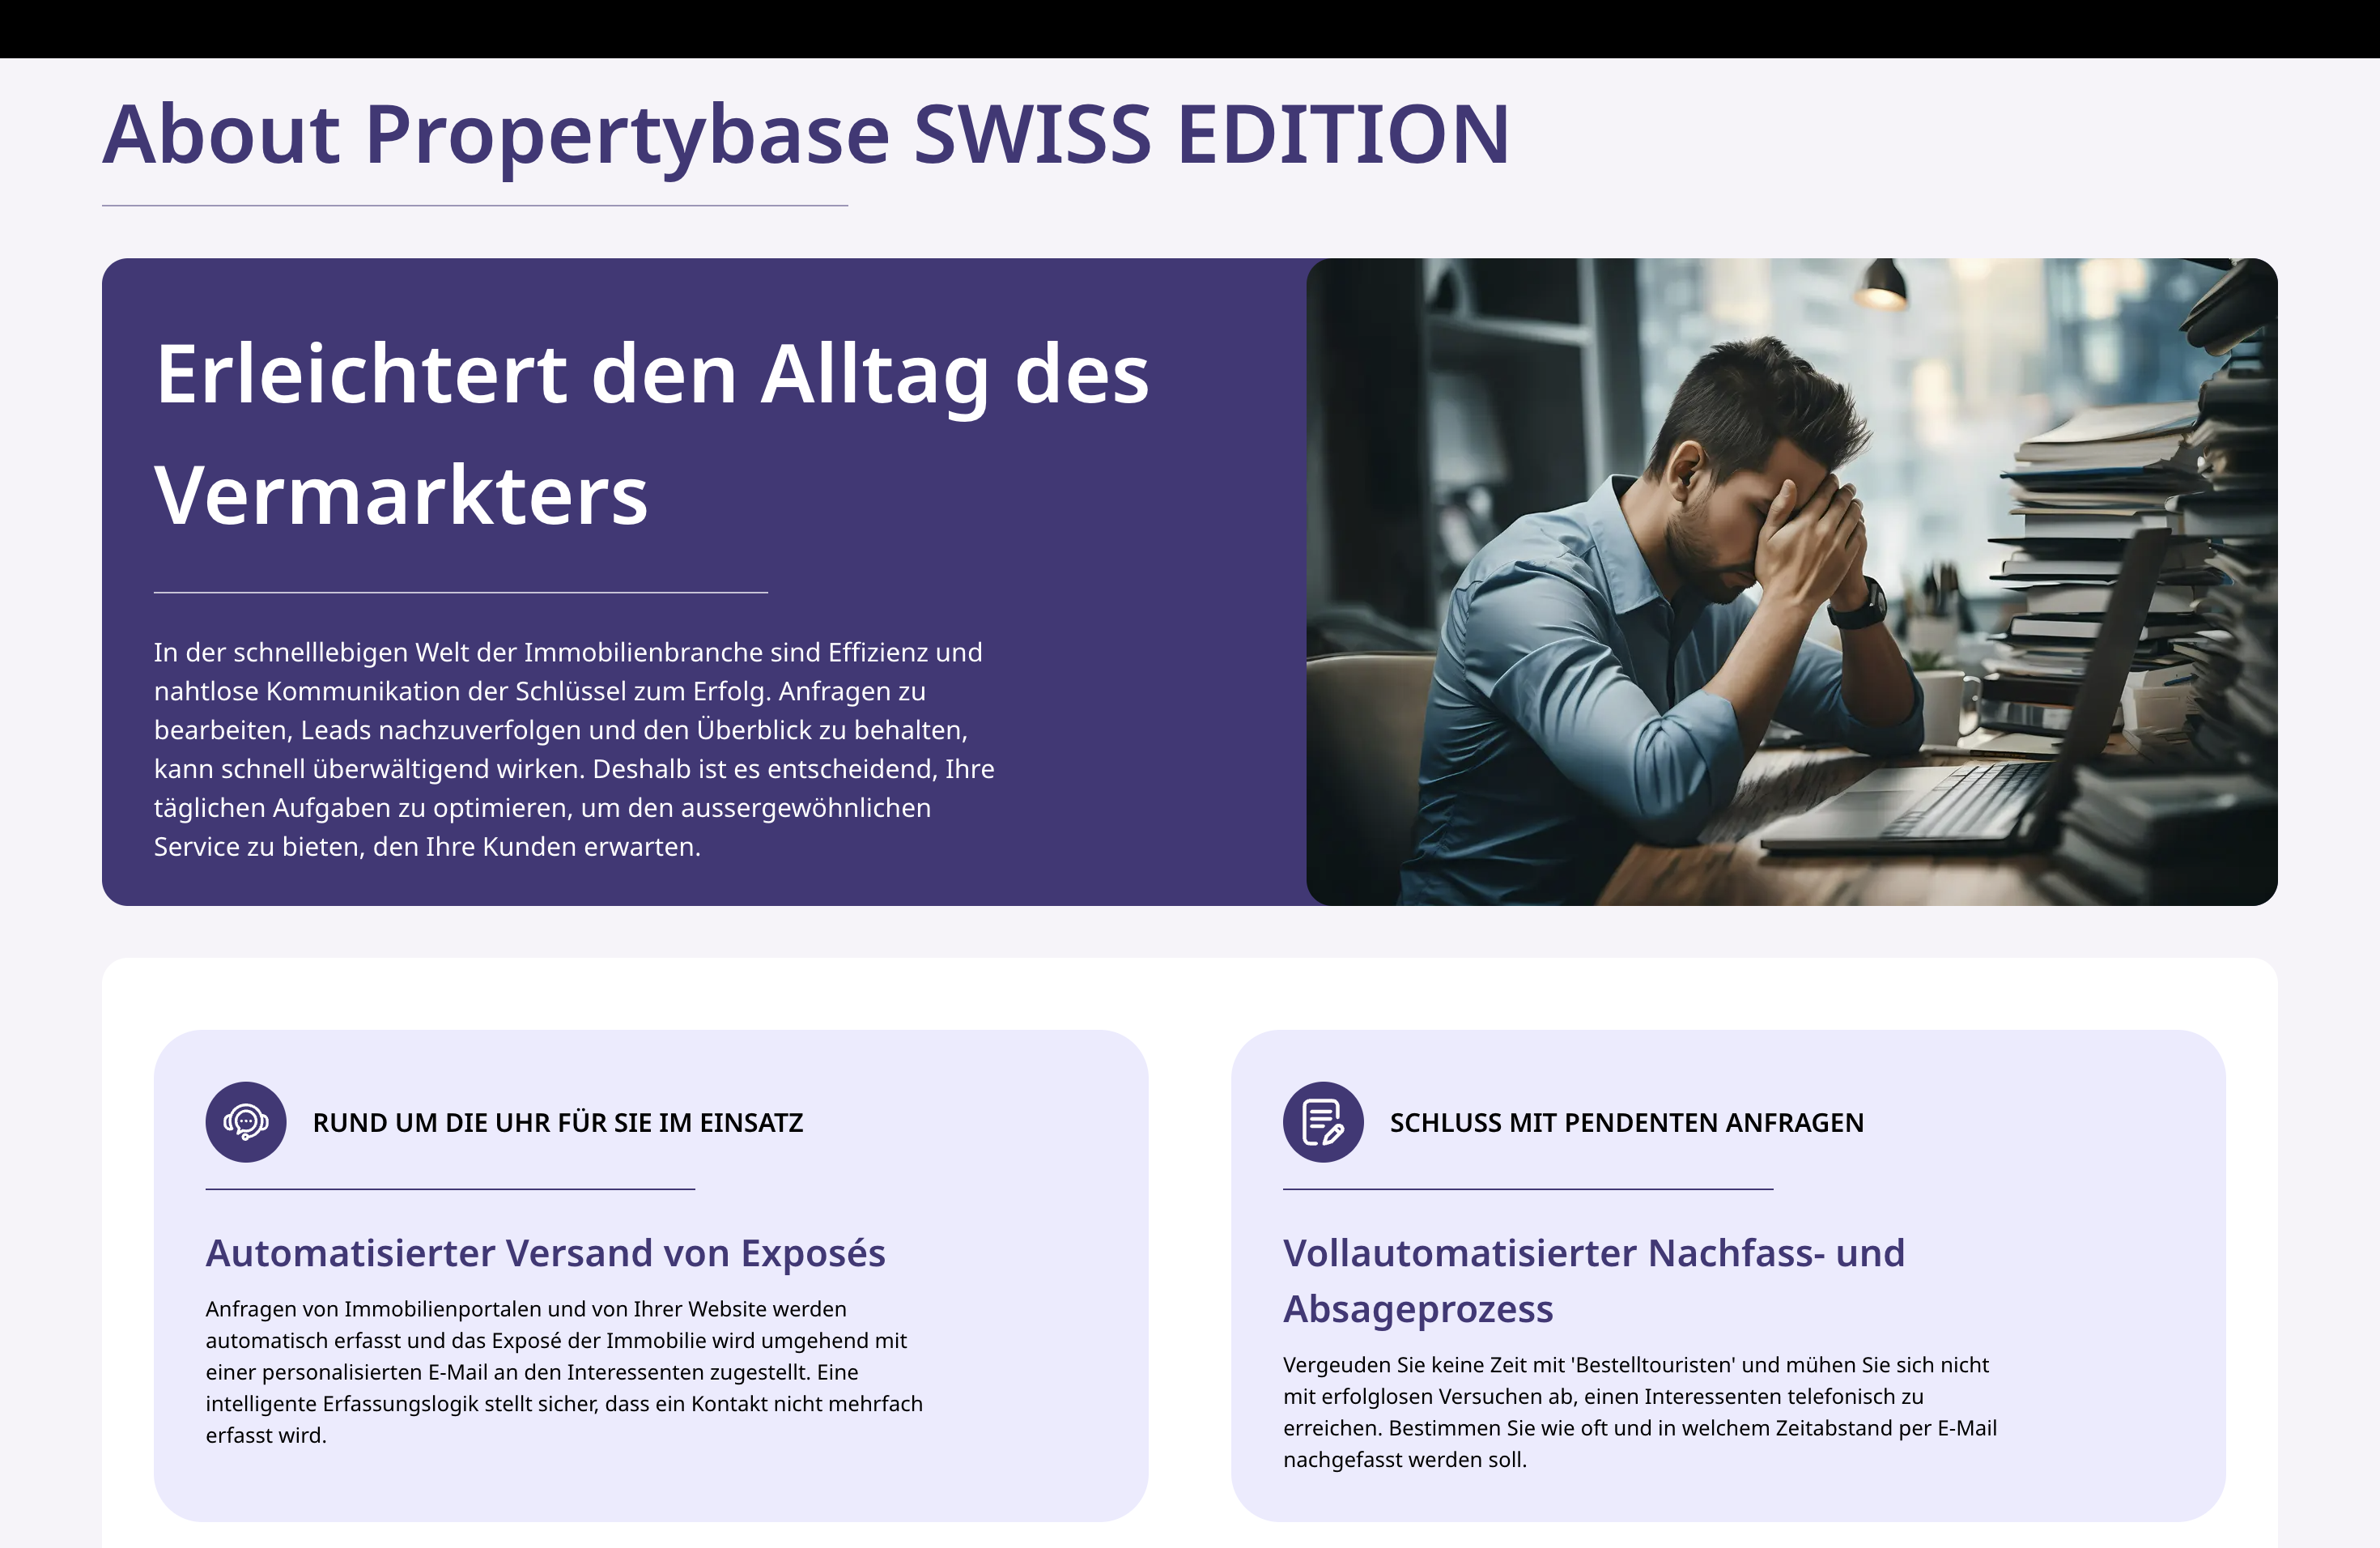 About Propertybase SWISS EDITION
Erleichtert den Alltag des
Vermarkters
In der schnelllebigen Welt der Immobilienbranche sind Effizienz und
nahtlose Kommunikation der Schlüssel zum Erfolg. Anfragen zu
bearbeiten, Leads nachzuverfolgen und den Überblick zu behalten,
kann schnell überwältigend wirken. Deshalb ist es entscheidend, Ihre
täglichen Aufgaben zu optimieren, um den aussergewöhnlichen
Service zu bieten, den Ihre Kunden erwarten.
RUND UM DIE UHR FÜR SIE IM EINSATZ
Automatisierter Versand von Exposés
Anfragen von Immobilienportalen und von Ihrer Website werden
automatisch erfasst und das Exposé der Immobilie wird umgehend mit
einer personalisierten E-Mail an den Interessenten zugestellt. Eine
intelligente Erfassungslogik stellt sicher, dass ein Kontakt nicht mehrfach
erfasst wird.
SCHLUSS MIT PENDENTEN ANFRAGEN
Vollautomatisierter Nachfass- und
Absageprozess
Vergeuden Sie keine Zeit mit 'Bestelltouristen' und mühen Sie sich nicht
mit erfolglosen Versuchen ab, einen Interessenten telefonisch zu
erreichen. Bestimmen Sie wie oft und in welchem Zeitabstand per E-Mail
nachgefasst werden soll.